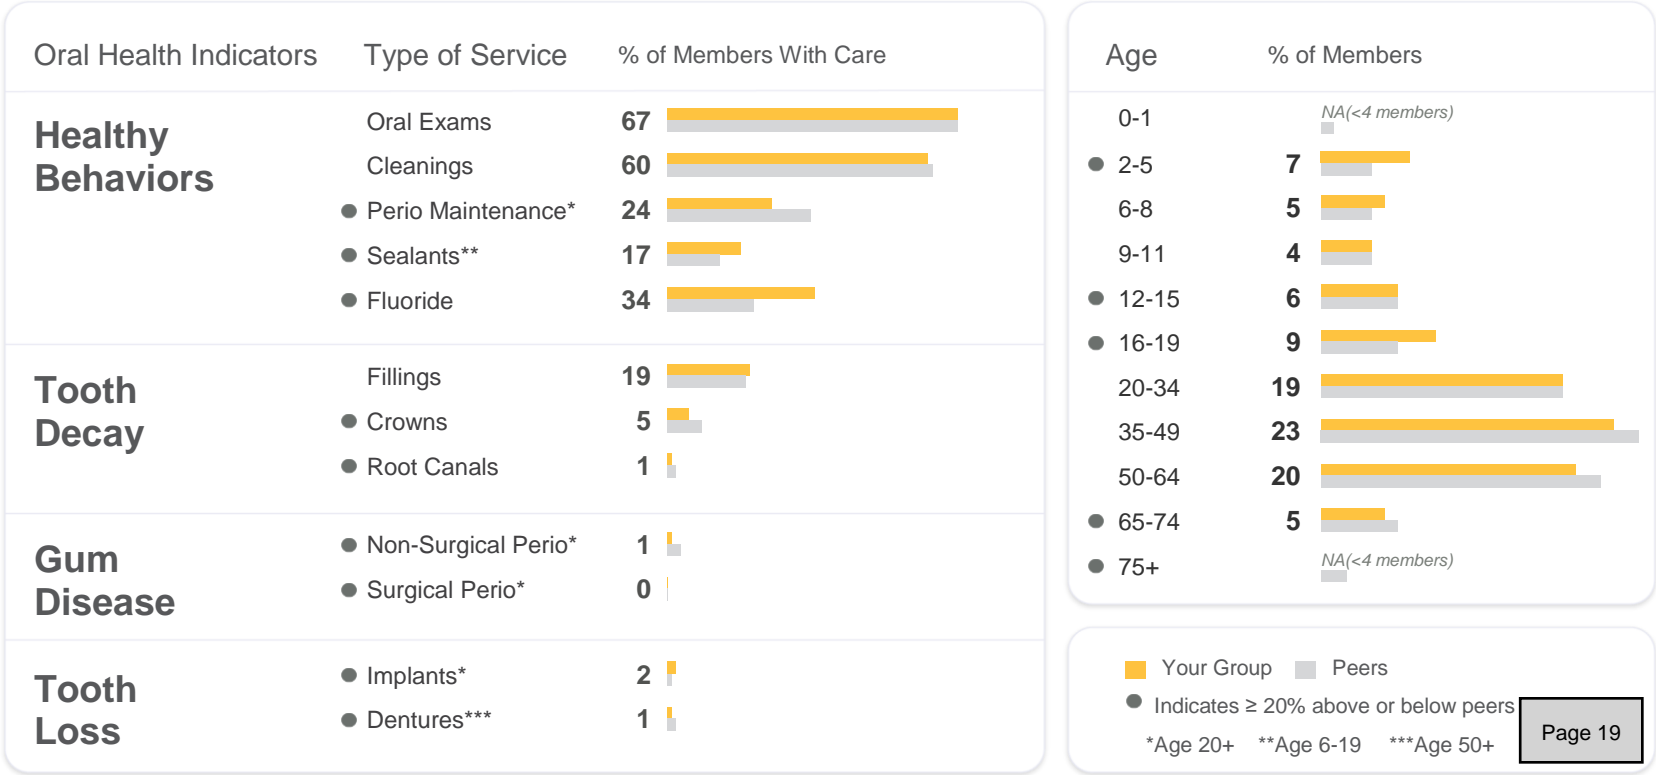 Oral Health Indicators Type of Service % of Members With Care
Healthy
Behaviors
Oral Exams 67
Cleanings 60
Perio Maintenance* 24
Sealants** 17
Fluoride 34
Tooth
Decay
Fillings 19
Crowns 5
Root Canals 1
Gum
Disease
Non-Surgical Perio* 1
Surgical Perio* 0
Tooth
Loss
Implants* 2
Dentures*** 1
Age % of Members
0-1 NA(<4 members)
2-5 7
6-8 5
9-11 4
12-15 6
16-19 9
20-34 19
35-49 23
50-64 20
65-74 5
75+ NA(<4 members)
Your Group Peers
Indicates ≥ 20% above or below peers
*Age 20+ **Age 6-19 ***Age 50+
Page 19